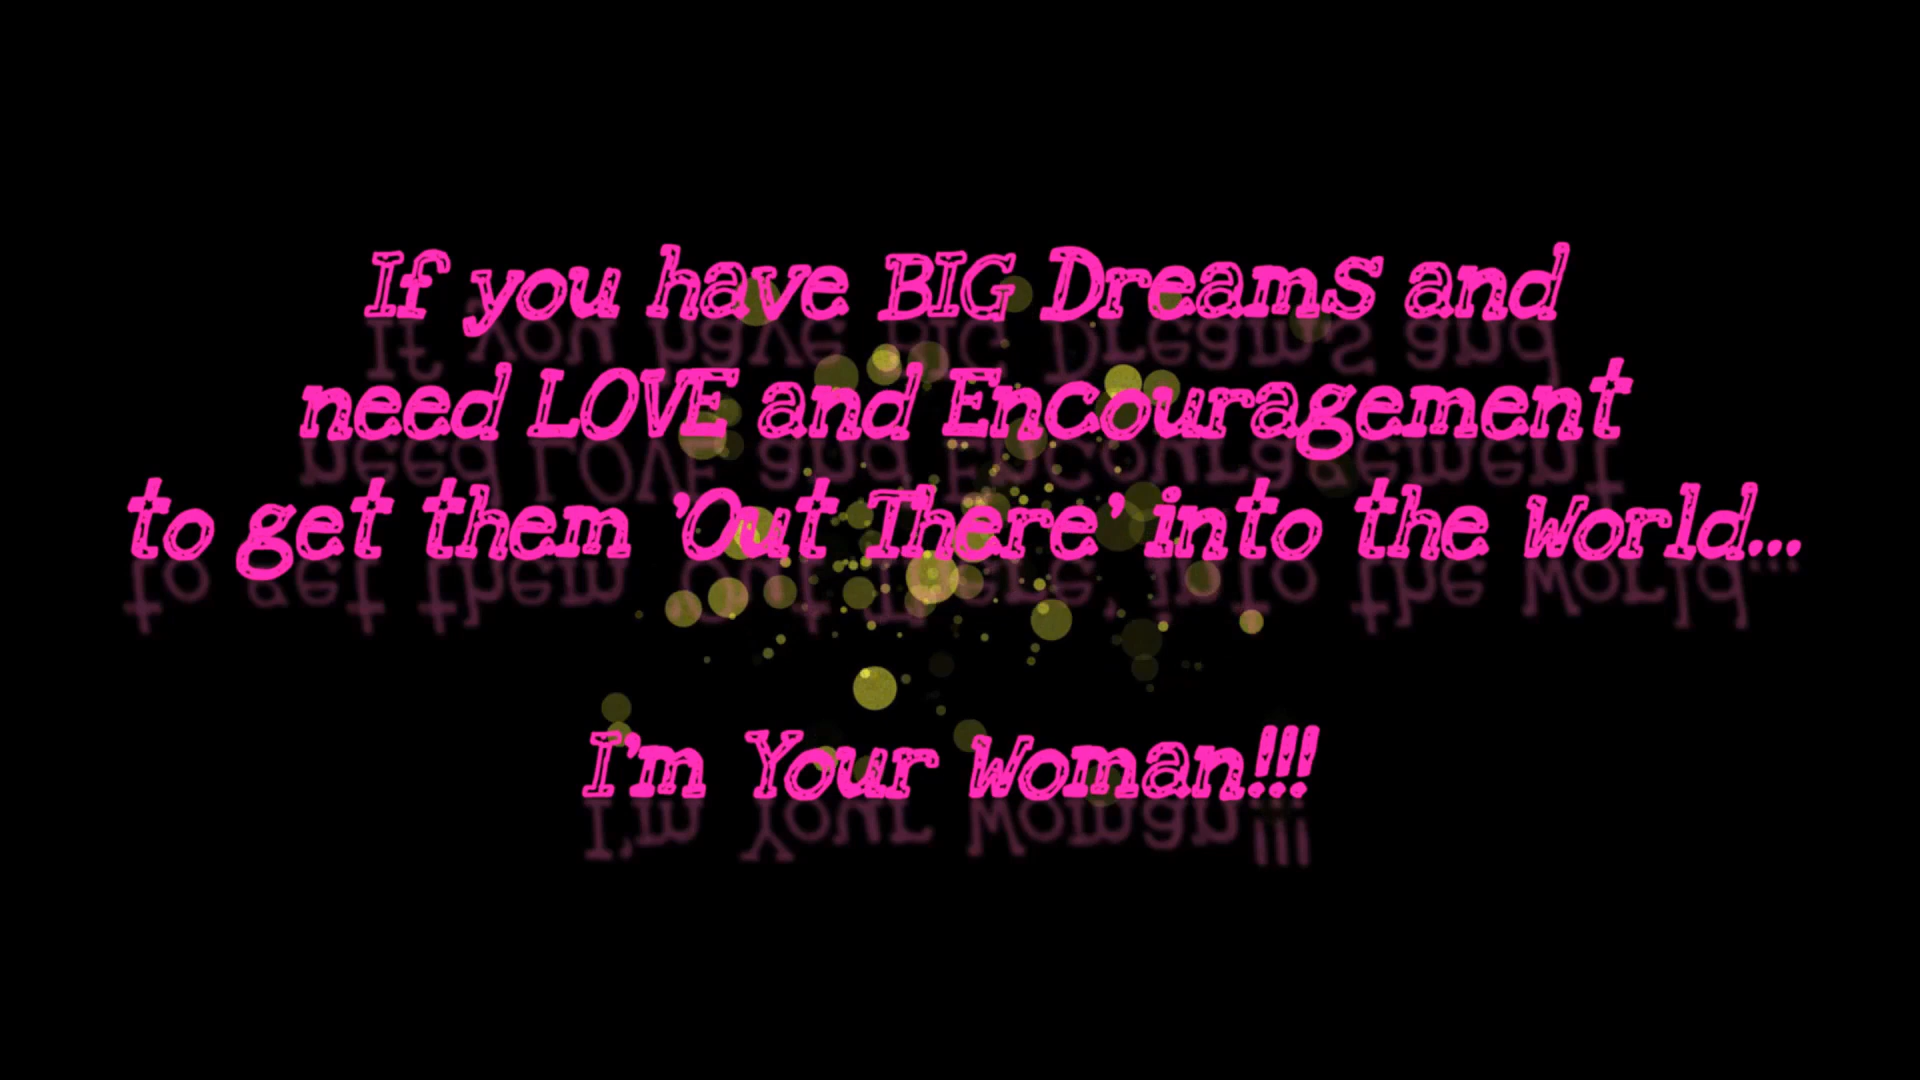 If you have BIG Dreams and
need LOVE and Encouragement
to get them 'Out There' into the World...
I'm Your Woman!!!